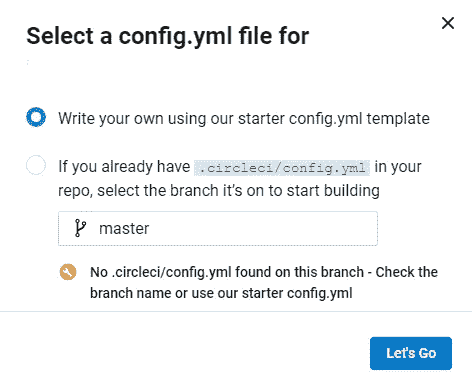 Select a config.yml file for
:
Write your own using our starter config.yml template
If you already have .circleci/config.yml in your
repo, select the branch it's on to start building
master
No .circleci/config.yml found on this branch - Check the
branch name or use our starter config.yml
Let's Go